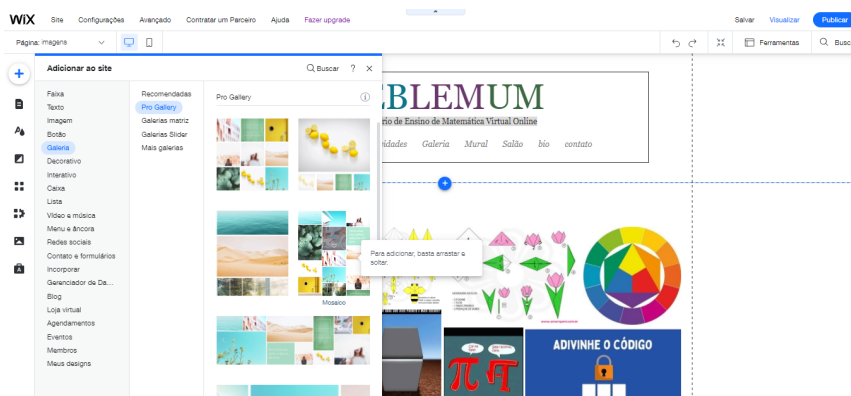 WiX Site Configurações Avançado Contratar um Parceiro Ajuda Fazer upgrade Salvar Visualizar Publicar
Página: imagens Ferramentas Busc
Adicionar ao site Buscar ? ×
Faixa
Texto
Imagem
Botão
Galeria
Decorativo
Interativo
Caixa
Lista
Vídeo e música
Menu e âncora
Redes sociais
Contato e formulários
Incorporar
Gerenciador de Da...
Blog
Loja virtual
Agendamentos
Eventos
Membros
Meus designs
Recomendadas
Pro Gallery
Galerias matriz
Galerias Slider
Mais galerias
Pro Gallery
Mosaico
Para adicionar, basta arrastar e
soltar.
BLEMUM
rio de Ensino de Matemática Virtual Online
vidades Galeria Mural Salão bio contato
ADIVINHE O CÓDIGO